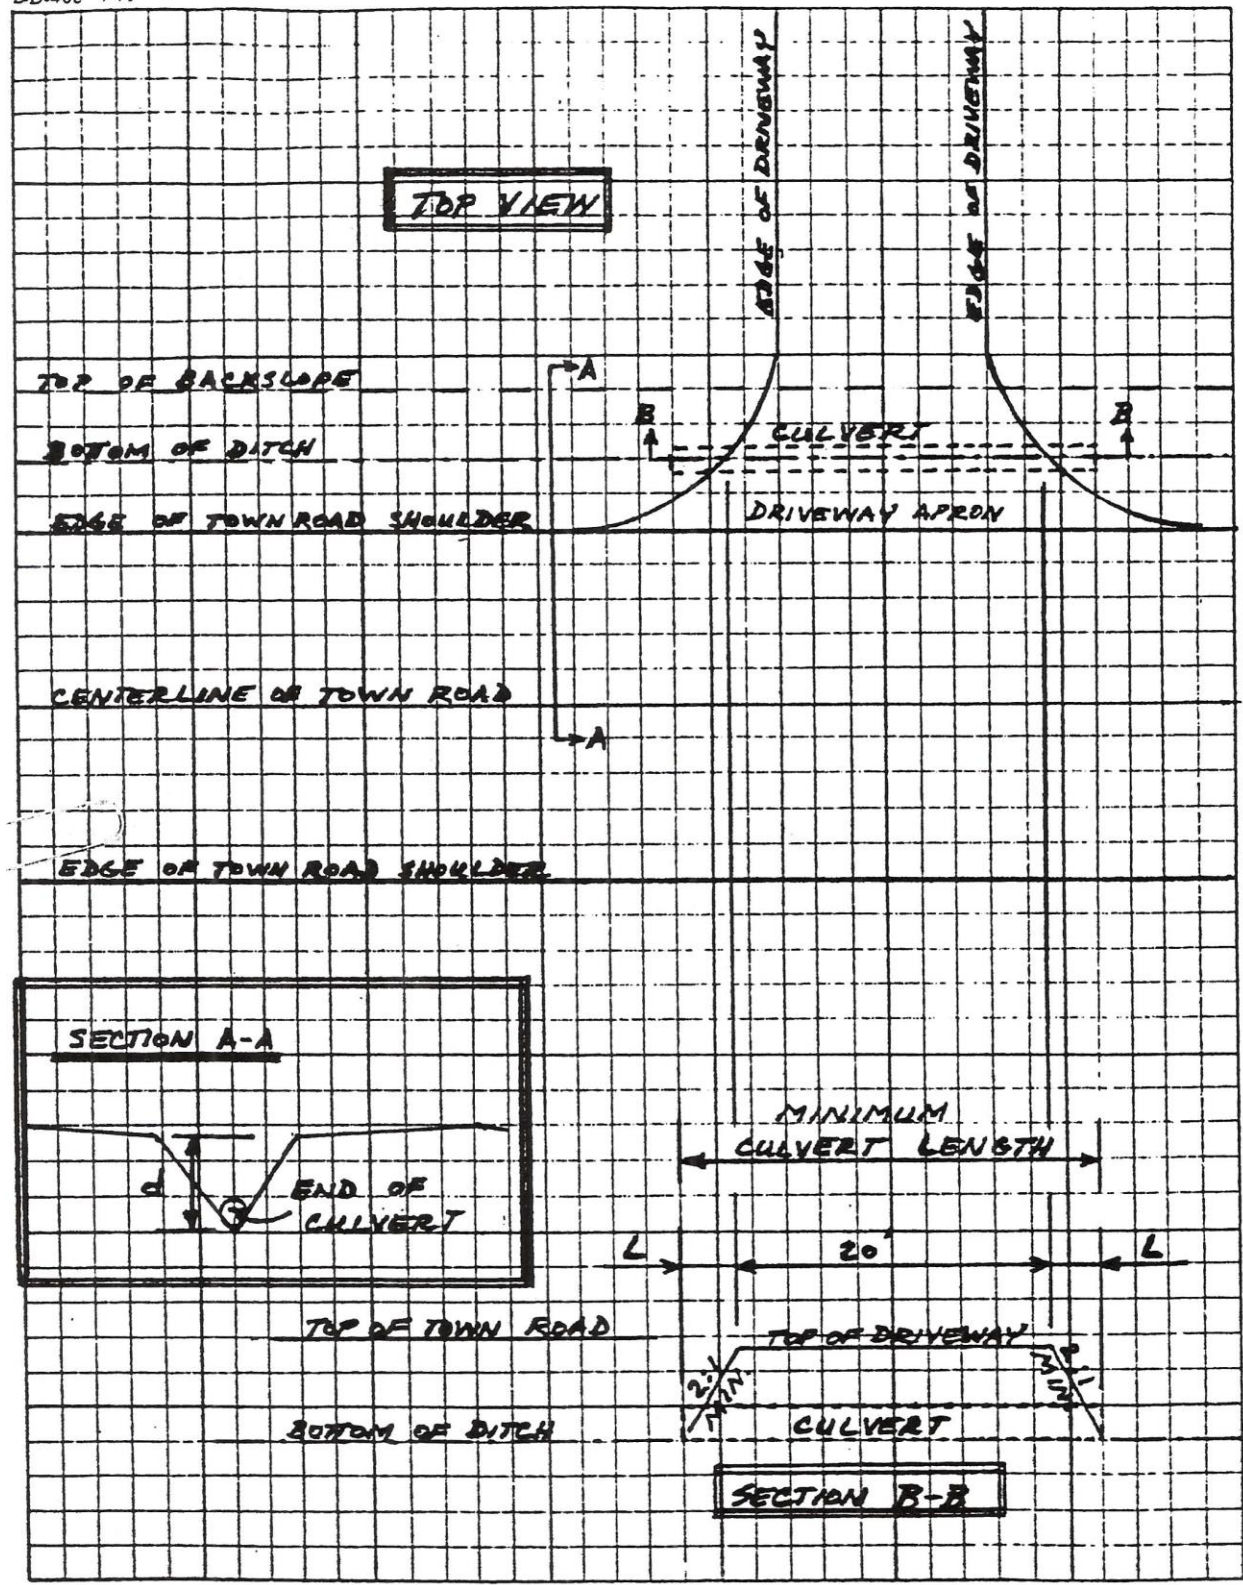 EDGE OF DRIVEWAY
EDGE OF DRIVEWAY
TOP VIEW
TOP OF BACKSLOPE
A
B
B
CULVERT
BOTTOM OF DITCH
EDGE OF TOWN ROAD SHOULDER
DRIVEWAY APRON
CENTERLINE OF TOWN ROAD
A
EDGE OF TOWN ROAD SHOULDER
SECTION A-A
d
END OF
CULVERT
MINIMUM
CULVERT LENGTH
L
20'
L
TOP OF TOWN ROAD
TOP OF DRIVEWAY
2:1
MIN.
2:1
MIN
BOTTOM OF DITCH
CULVERT
SECTION B-B